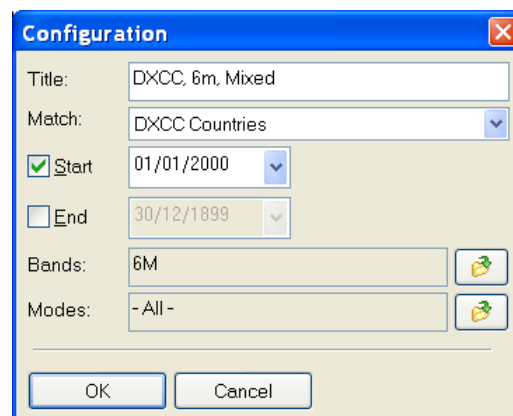 Configuration
Title: DXCC, 6m, Mixed
Match: DXCC Countries
Start 01/01/2000
End 30/12/1899
Bands: 6M
Modes: - All -
OK Cancel